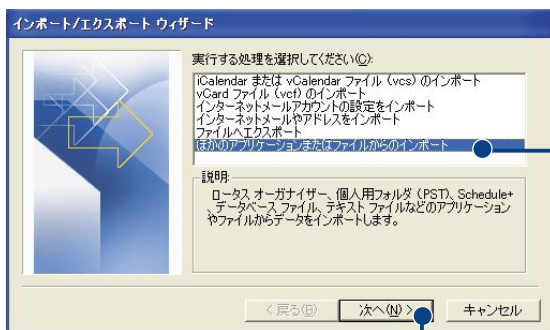 インポート/エクスポート ウィザード
実行する処理を選択してください(C):
iCalendar または vCalendar ファイル (vcs) のインポート
vCard ファイル (vcf) のインポート
インターネットメールアカウントの設定をインポート
インターネットメールやアドレスをインポート
ファイルへエクスポート
ほかのアプリケーションまたはファイルからのインポート
説明:
ロータス オーガナイザー、個人用フォルダ (PST)、Schedule+
、データベース ファイル、テキスト ファイルなどのアプリケーション
やファイルからデータをインポートします。
< 戻る(B)
次へ(N) >
キャンセル